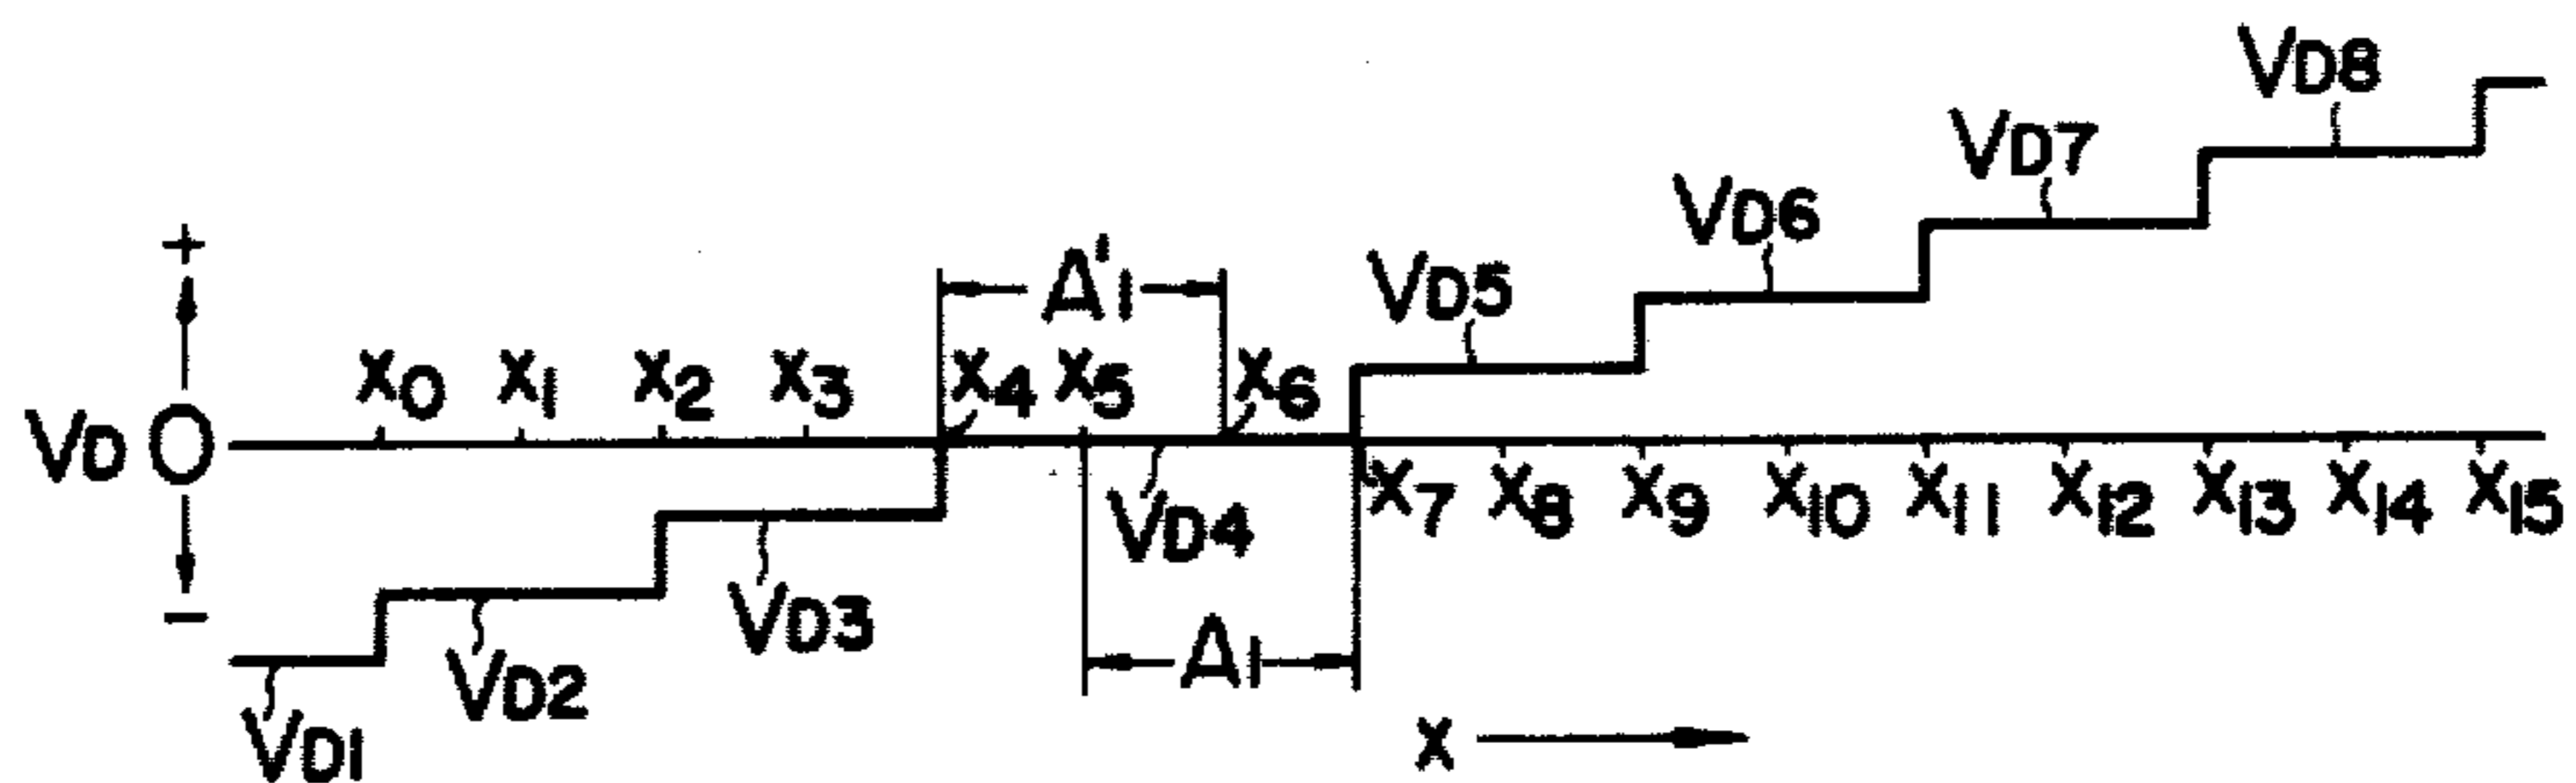 VD8
VD7
VD6
+
A'1
VD5
x0 x1 x2 x3 x4 x5 x6
VD O
x7 x8 x9 x10 x11 x12 x13 x14 x15
VD4
VD3
−
A1
VD2
VD1
x